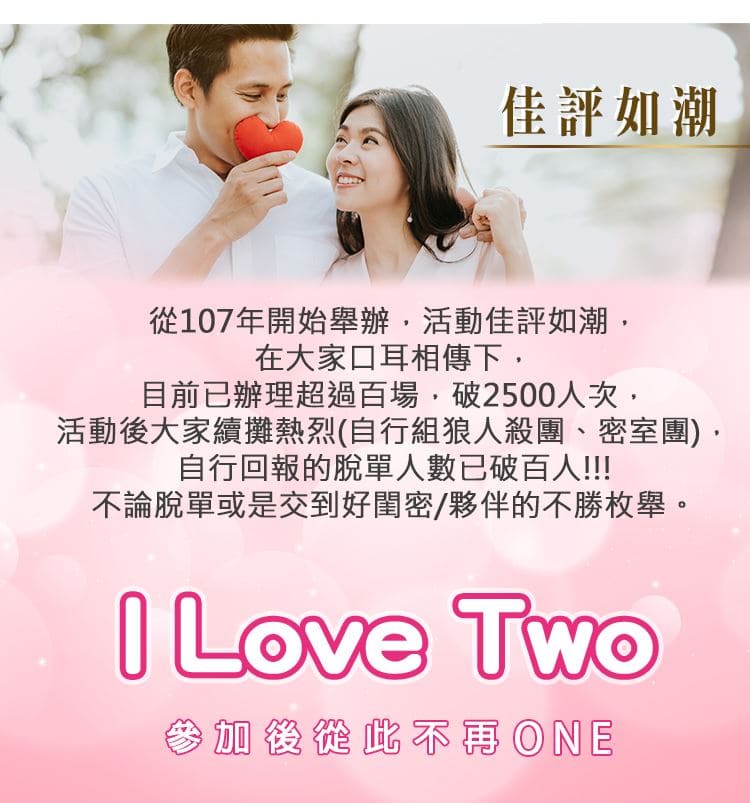 佳評如潮
從107年開始舉辦，活動佳評如潮，
在大家口耳相傳下，
目前已辦理超過百場，破2500人次，
活動後大家續攤熱烈(自行組狼人殺團、密室團)，
自行回報的脫單人數已破百人!!!
不論脫單或是交到好閨密/夥伴的不勝枚舉。
I Love Two
參加後從此不再ONE